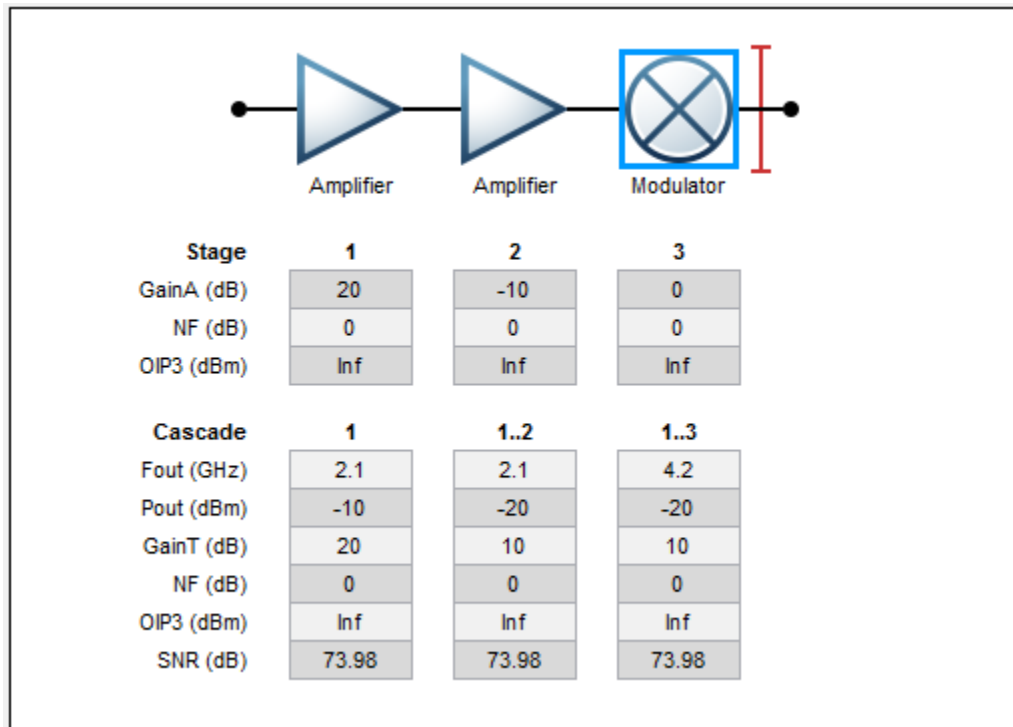 Amplifier Amplifier Modulator
Stage 1 2 3
GainA (dB) 20 -10 0
NF (dB) 0 0 0
OIP3 (dBm) Inf Inf Inf
Cascade 1 1..2 1..3
Fout (GHz) 2.1 2.1 4.2
Pout (dBm) -10 -20 -20
GainT (dB) 20 10 10
NF (dB) 0 0 0
OIP3 (dBm) Inf Inf Inf
SNR (dB) 73.98 73.98 73.98